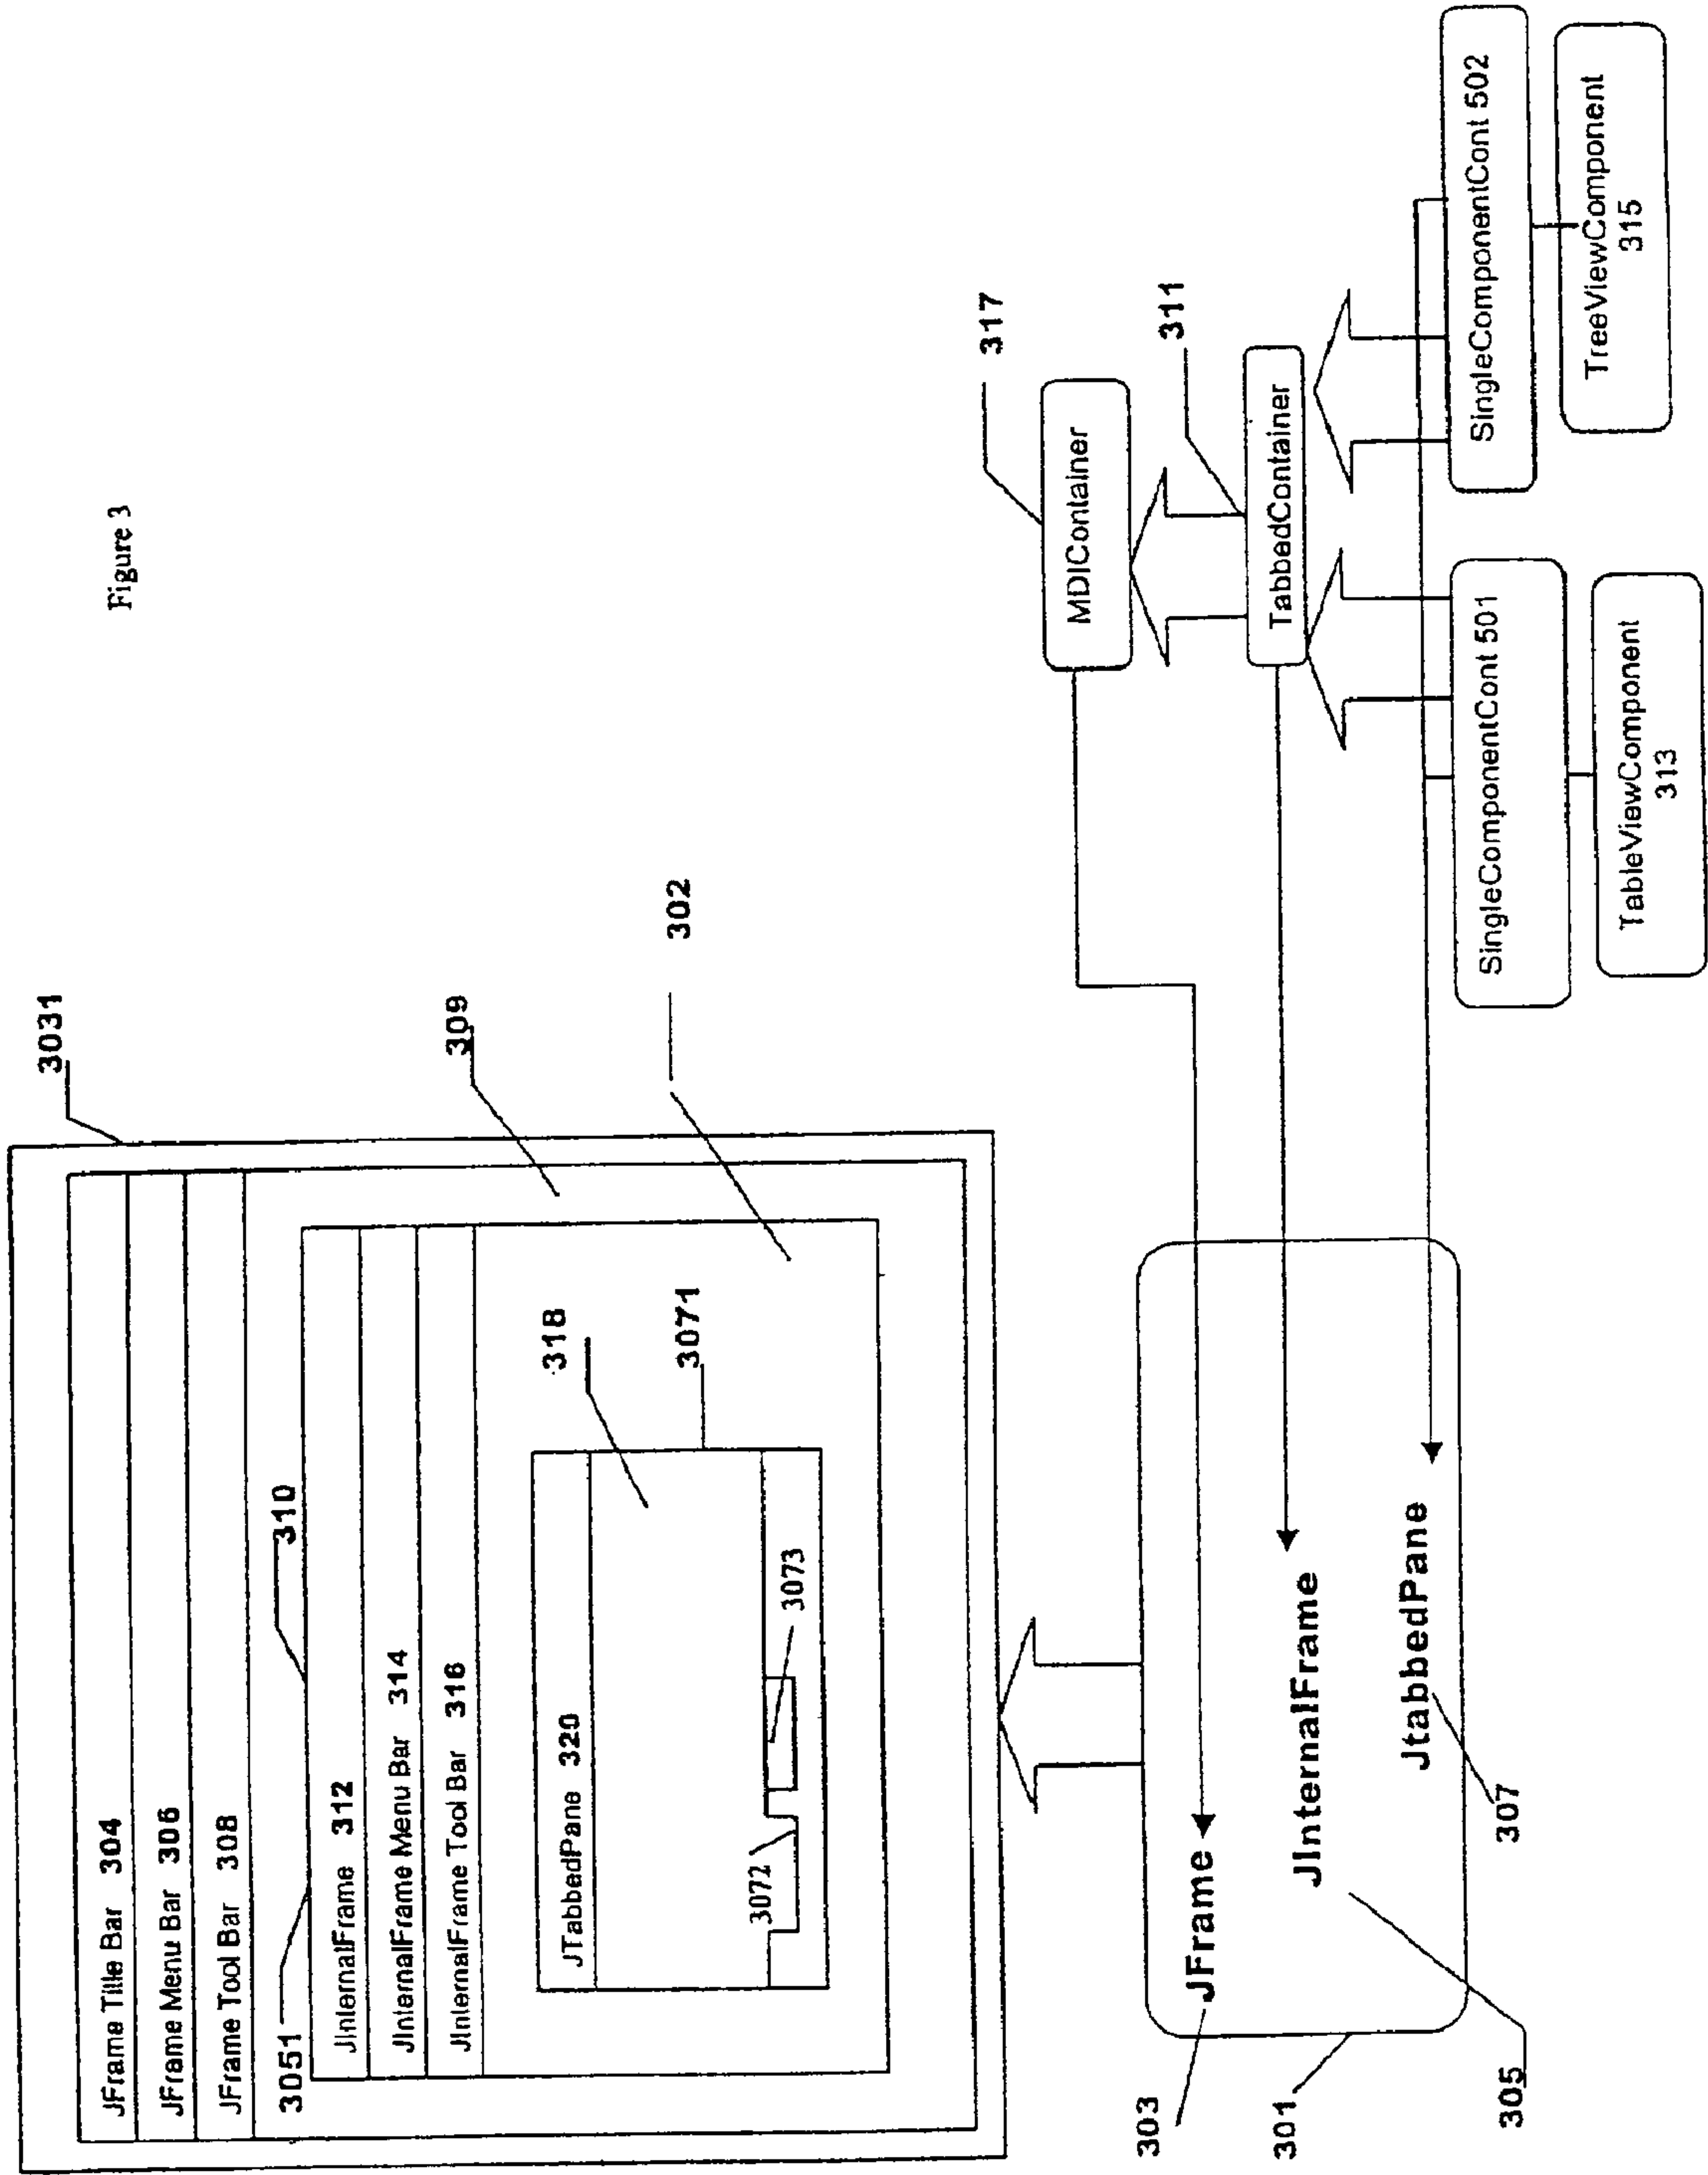 Figure 3
3031
JFrame Title Bar 304
JFrame Menu Bar 306
JFrame Tool Bar 308
309
3051
310
302
JInternalFrame 312
JInternalFrame Menu Bar 314
JInternalFrame Tool Bar 316
318
3071
JTabbedPane 320
3072
3073
317
MDIContainer
303
JFrame
311
TabbedContainer
301
JInternalFrame
305
JtabbedPane
307
SingleComponentCont 501
SingleComponentCont 502
TableViewComponent
313
TreeViewComponent
315